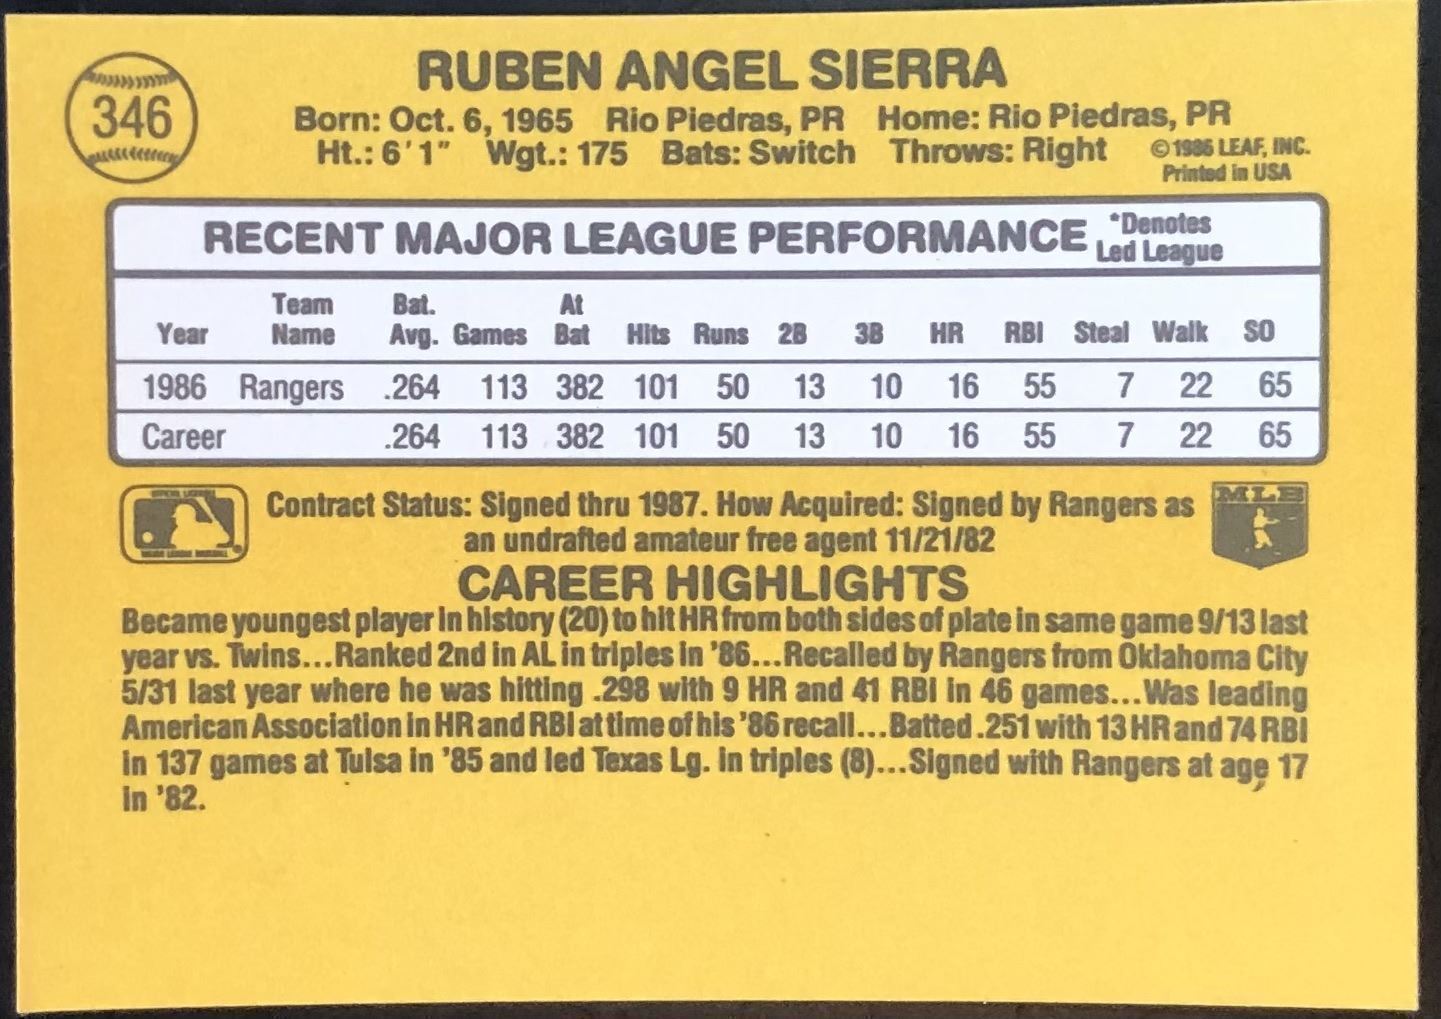 346
RUBEN ANGEL SIERRA
Born: Oct. 6, 1965 Rio Piedras, PR Home: Rio Piedras, PR
Ht.: 6'1" Wgt.: 175 Bats: Switch Throws: Right
©1986 LEAF, INC.
Printed in USA
RECENT MAJOR LEAGUE PERFORMANCE
*Denotes
Led League
Year Team Name Bat. Avg. Games At Bat Hits Runs 2B 3B HR RBI Steal Walk SO
1986 Rangers .264 113 382 101 50 13 10 16 55 7 22 65
Career .264 113 382 101 50 13 10 16 55 7 22 65
Contract Status: Signed thru 1987. How Acquired: Signed by Rangers as
an undrafted amateur free agent 11/21/82
MLB
CAREER HIGHLIGHTS
Became youngest player in history (20) to hit HR from both sides of plate in same game 9/13 last
year vs. Twins...Ranked 2nd in AL in triples in '86...Recalled by Rangers from Oklahoma City
5/31 last year where he was hitting .298 with 9 HR and 41 RBI in 46 games...Was leading
American Association in HR and RBI at time of his '86 recall...Batted .251 with 13 HR and 74 RBI
in 137 games at Tulsa in '85 and led Texas Lg. in triples (8)...Signed with Rangers at age 17
in '82.